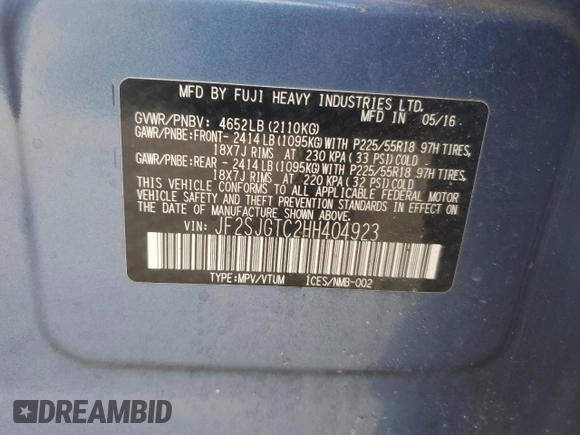 MFD BY FUJI HEAVY INDUSTRIES LTD.
MFD IN 05/16
GVWR/PNBV: 4652LB(2110KG)
GAWR/PNBE:FRONT- 2414LB(1095KG)WITH P225/55R18 97H TIRES,
18X7J RIMS AT 230 KPA(33 PSI)COLD
GAWR/PNBE:REAR - 2414LB(1095KG)WITH P225/55R18 97H TIRES,
18X7J RIMS AT 220 KPA(32 PSI)COLD
THIS VEHICLE CONFORMS TO ALL APPLICABLE FEDERAL MOTOR
VEHICLE SAFETY AND THEFT PREVENTION STANDARDS IN EFFECT
ON THE DATE OF MANUFACTURE SHOWN ABOVE.
VIN: JF2SJGTC2HH404923
TYPE:MPV/VTUM 1CES/NMB-002
DREAMBID